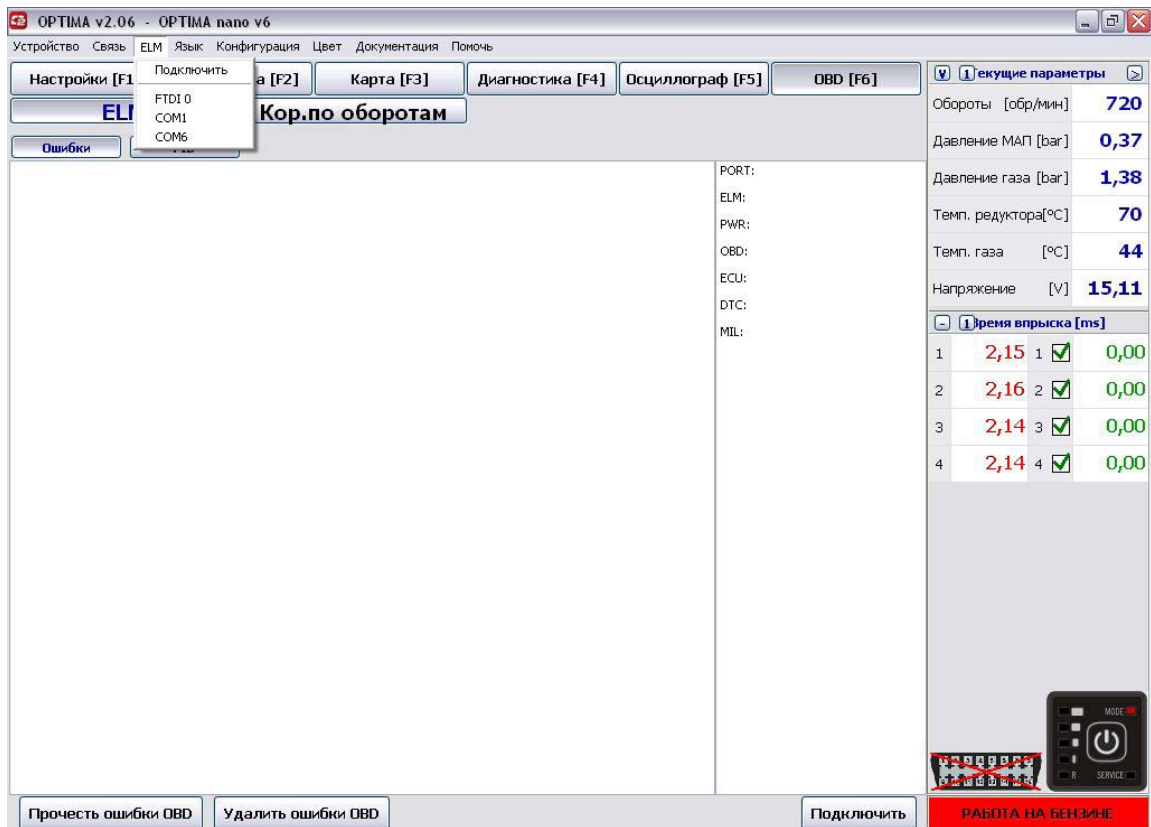 OPTIMA v2.06 - OPTIMA nano v6
Устройство Связь ELM Язык Конфигурация Цвет Документация Помочь
Подключить
FTDI 0
COM1
COM6
Настройки [F1 а [F2] Карта [F3] Диагностика [F4] Осциллограф [F5] OBD [F6]
ELM Кор.по оборотам
Ошибки
PORT:
ELM:
PWR:
OBD:
ECU:
DTC:
MIL:
1 Текущие параметры
Обороты [обр/мин] 720
Давление МАП [bar] 0,37
Давление газа [bar] 1,38
Темп. редуктора[ºC] 70
Темп. газа [ºC] 44
Напряжение [V] 15,11
1 Время впрыска [ms]
1 2,15 1 0,00
2 2,16 2 0,00
3 2,14 3 0,00
4 2,14 4 0,00
MODE
R SERVICE
Прочесть ошибки OBD Удалить ошибки OBD Подключить РАБОТА НА БЕНЗИНЕ